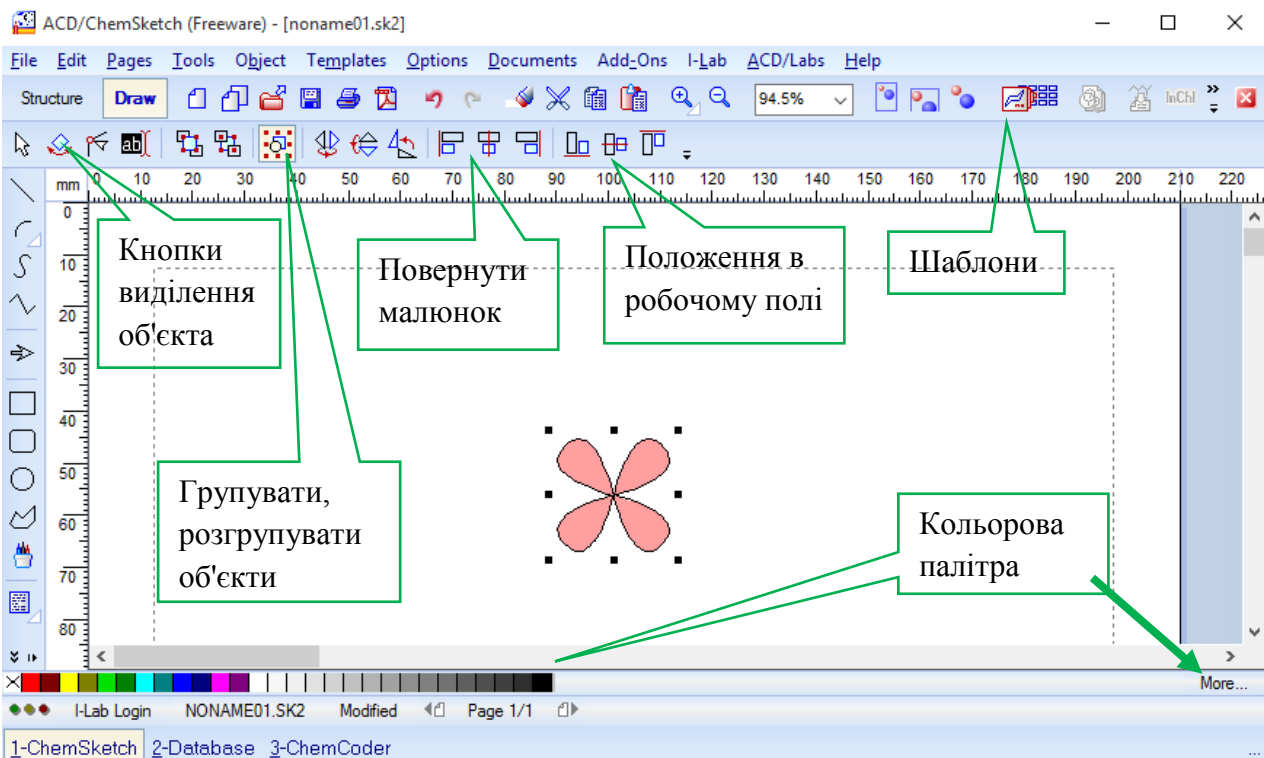 ACD/ChemSketch (Freeware) - [noname01.sk2]
File Edit Pages Tools Object Templates Options Documents Add-Ons I-Lab ACD/Labs Help
Structure Draw 94.5% InChI
ab
mm 0 10 20 30 40 50 60 70 80 90 100 110 120 130 140 150 160 170 180 190 200 210 220
0
10
20
30
40
50
60
70
80
Кнопки
виділення
об'єкта
Повернути
малюнок
Положення в
робочому полі
Шаблони
Групувати,
розгрупувати
об'єкти
Кольорова
палітра
More...
I-Lab Login NONAME01.SK2 Modified Page 1/1
1-ChemSketch 2-Database 3-ChemCoder ...